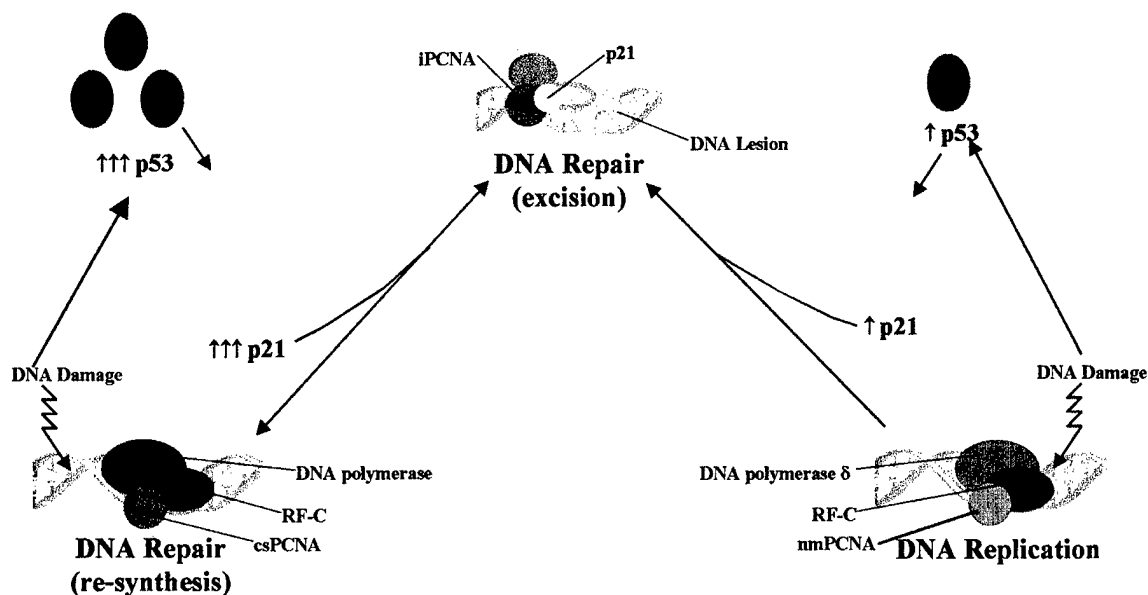 iPCNA
p21
DNA Lesion
DNA Repair
(excision)
↑↑↑ p53
↑ p53
↑↑↑ p21
↑ p21
DNA Damage
DNA Damage
DNA polymerase
RF-C
csPCNA
DNA Repair
(re-synthesis)
DNA polymerase δ
RF-C
nmPCNA
DNA Replication